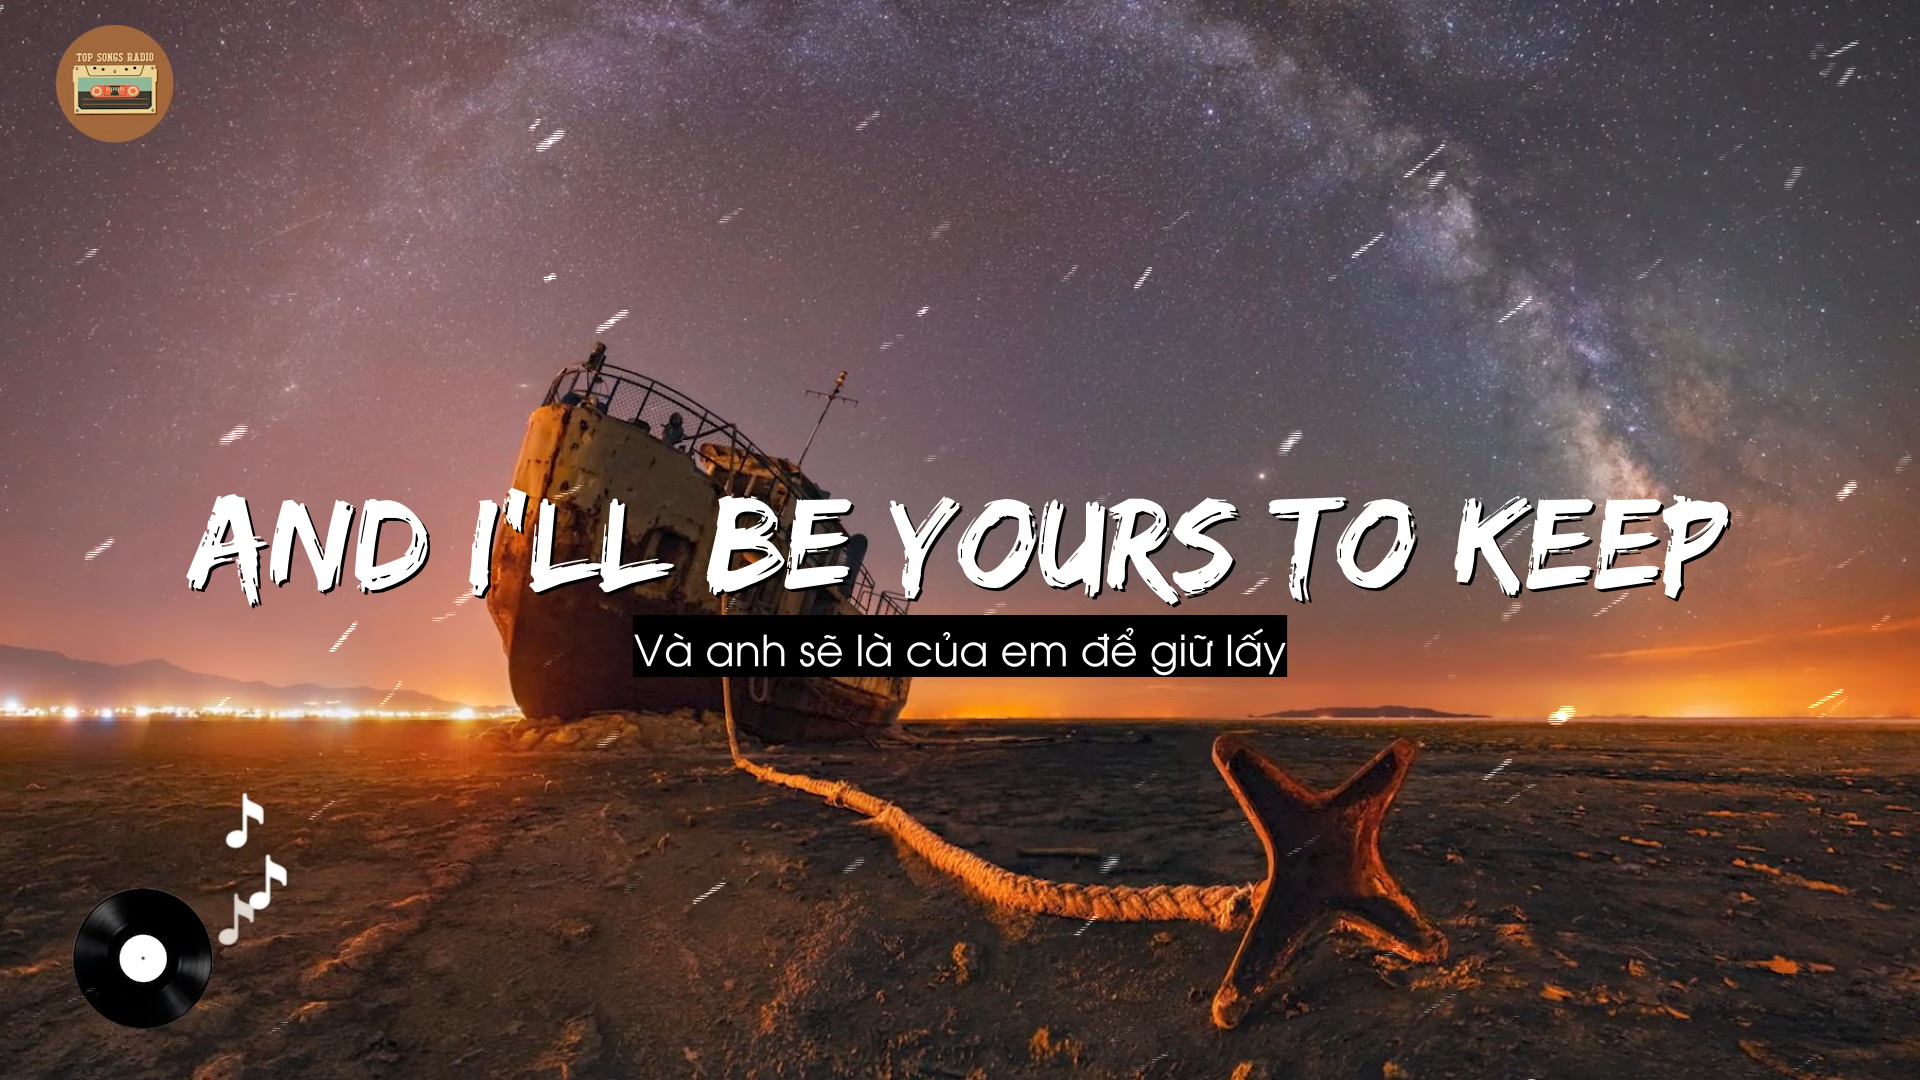 TOP SONGS RADIO
AND I'LL BE YOURS TO KEEP
Và anh sẽ là của em để giữ lấy